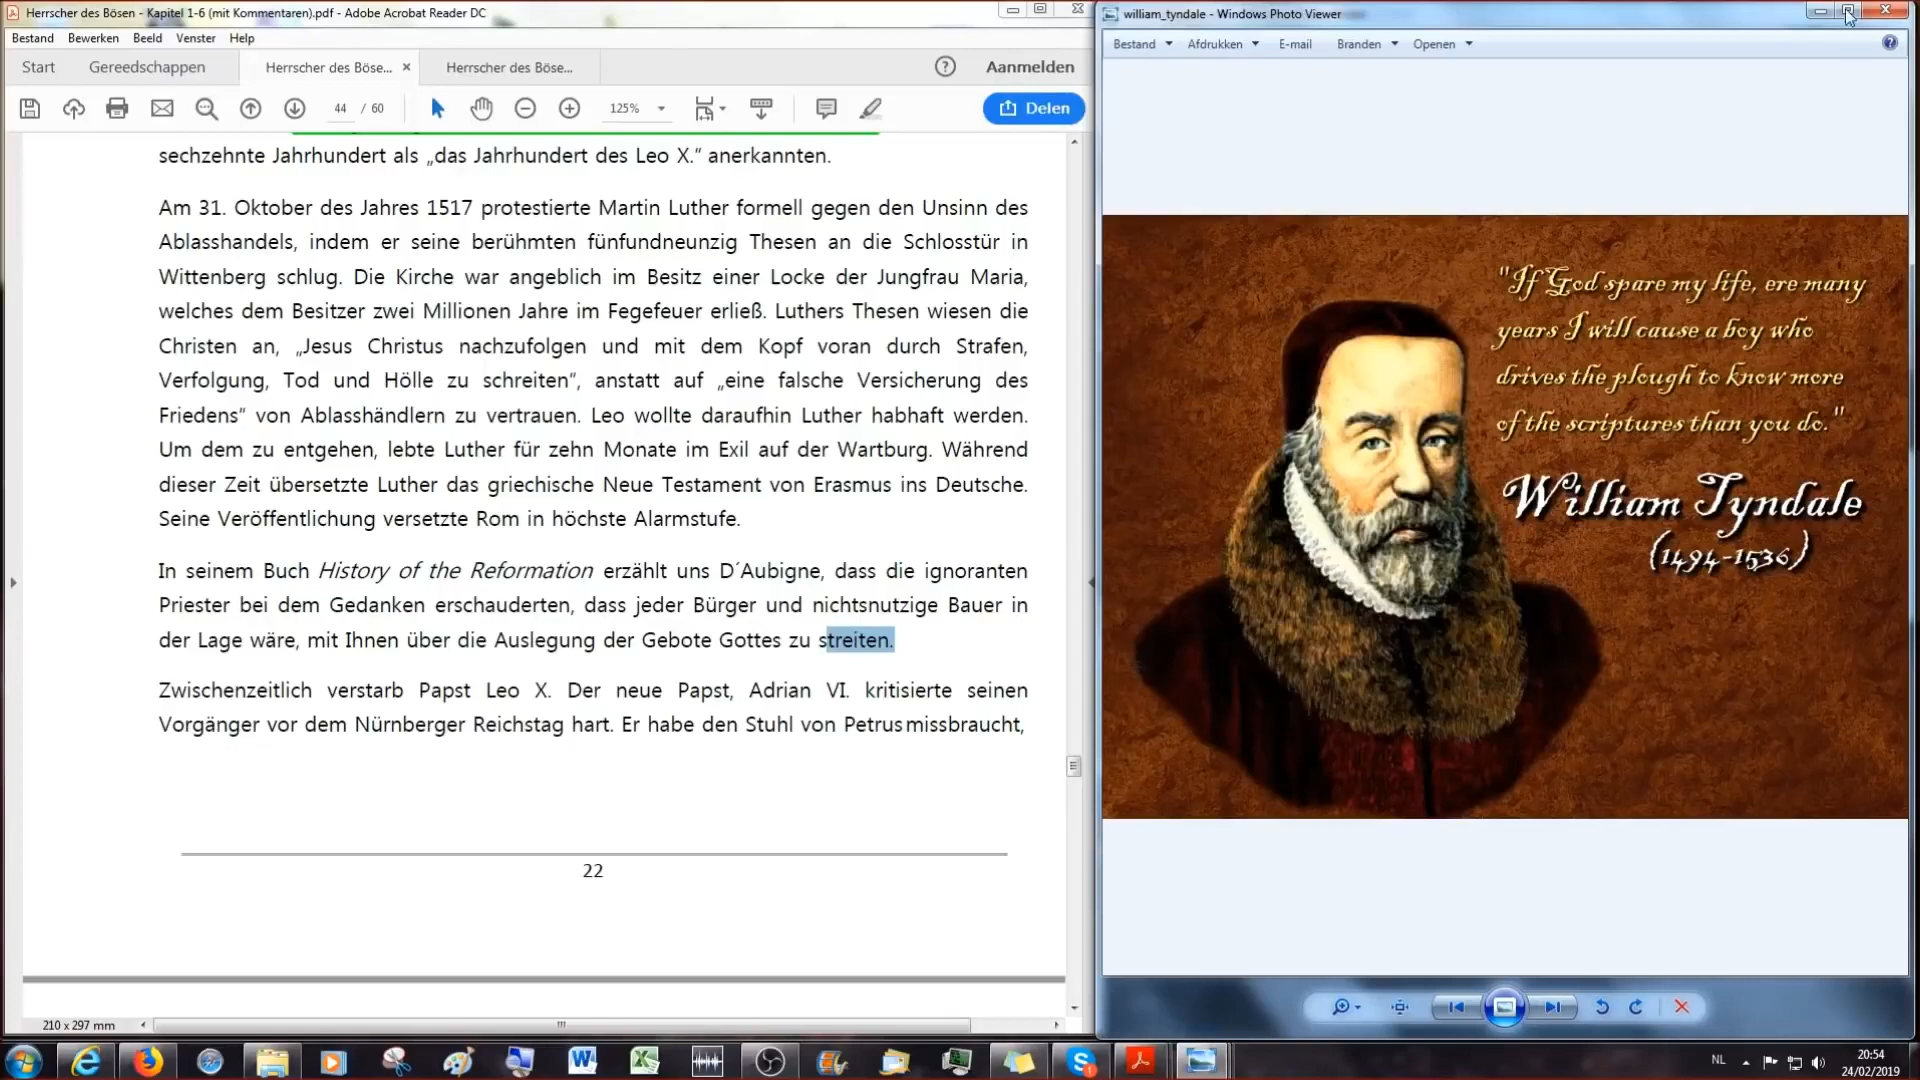 Herrscher des Bösen - Kapitel 1-6 (mit Kommentaren).pdf - Adobe Acrobat Reader DC
Bestand Bewerken Beeld Venster Help
Start Gereedschappen Herrscher des Böse... × Herrscher des Böse... Aanmelden
44 / 60 125% Delen
sechzehnte Jahrhundert als „das Jahrhundert des Leo X.“ anerkannten.
Am 31. Oktober des Jahres 1517 protestierte Martin Luther formell gegen den Unsinn des
Ablasshandels, indem er seine berühmten fünfundneunzig Thesen an die Schlosstür in
Wittenberg schlug. Die Kirche war angeblich im Besitz einer Locke der Jungfrau Maria,
welches dem Besitzer zwei Millionen Jahre im Fegefeuer erließ. Luthers Thesen wiesen die
Christen an, „Jesus Christus nachzufolgen und mit dem Kopf voran durch Strafen,
Verfolgung, Tod und Hölle zu schreiten“, anstatt auf „eine falsche Versicherung des
Friedens“ von Ablasshändlern zu vertrauen. Leo wollte daraufhin Luther habhaft werden.
Um dem zu entgehen, lebte Luther für zehn Monate im Exil auf der Wartburg. Während
dieser Zeit übersetzte Luther das griechische Neue Testament von Erasmus ins Deutsche.
Seine Veröffentlichung versetzte Rom in höchste Alarmstufe.
In seinem Buch History of the Reformation erzählt uns D´Aubigne, dass die ignoranten
Priester bei dem Gedanken erschauderten, dass jeder Bürger und nichtsnutzige Bauer in
der Lage wäre, mit Ihnen über die Auslegung der Gebote Gottes zu streiten.
Zwischenzeitlich verstarb Papst Leo X. Der neue Papst, Adrian VI. kritisierte seinen
Vorgänger vor dem Nürnberger Reichstag hart. Er habe den Stuhl von Petrus missbraucht,
22
210 x 297 mm
william_tyndale - Windows Photo Viewer
Bestand Afdrukken E-mail Branden Openen
"If God spare my life, ere many
years I will cause a boy who
drives the plough to know more
of the scriptures than you do."
William Tyndale
(1494-1536)
NL 20:54
24/02/2019